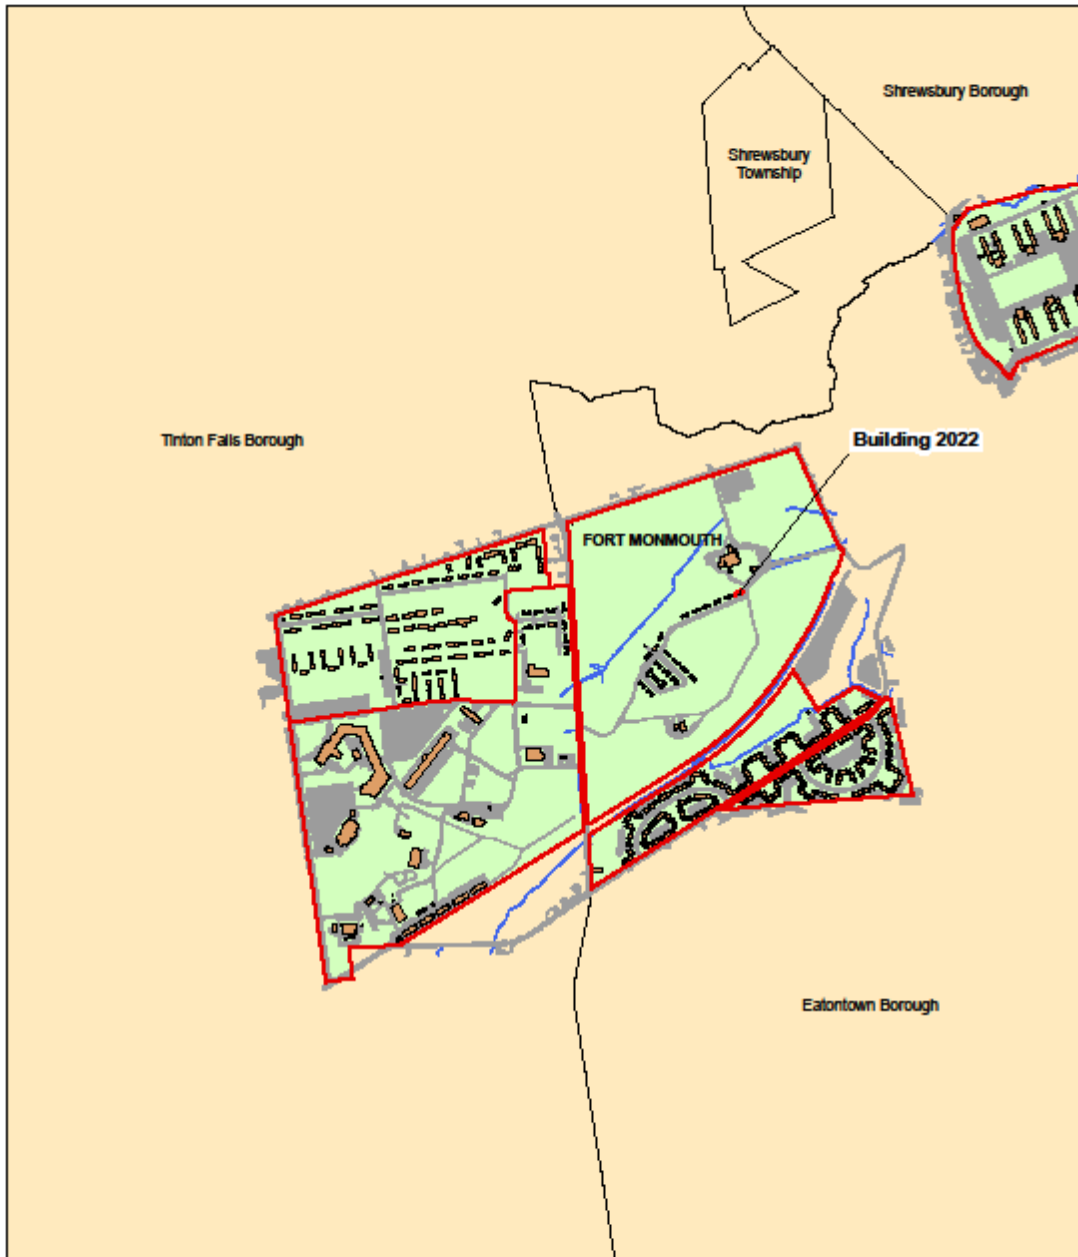 Shrewsbury Borough
Shrewsbury
Township
Tinton Falls Borough
Building 2022
FORT MONMOUTH
Eatontown Borough